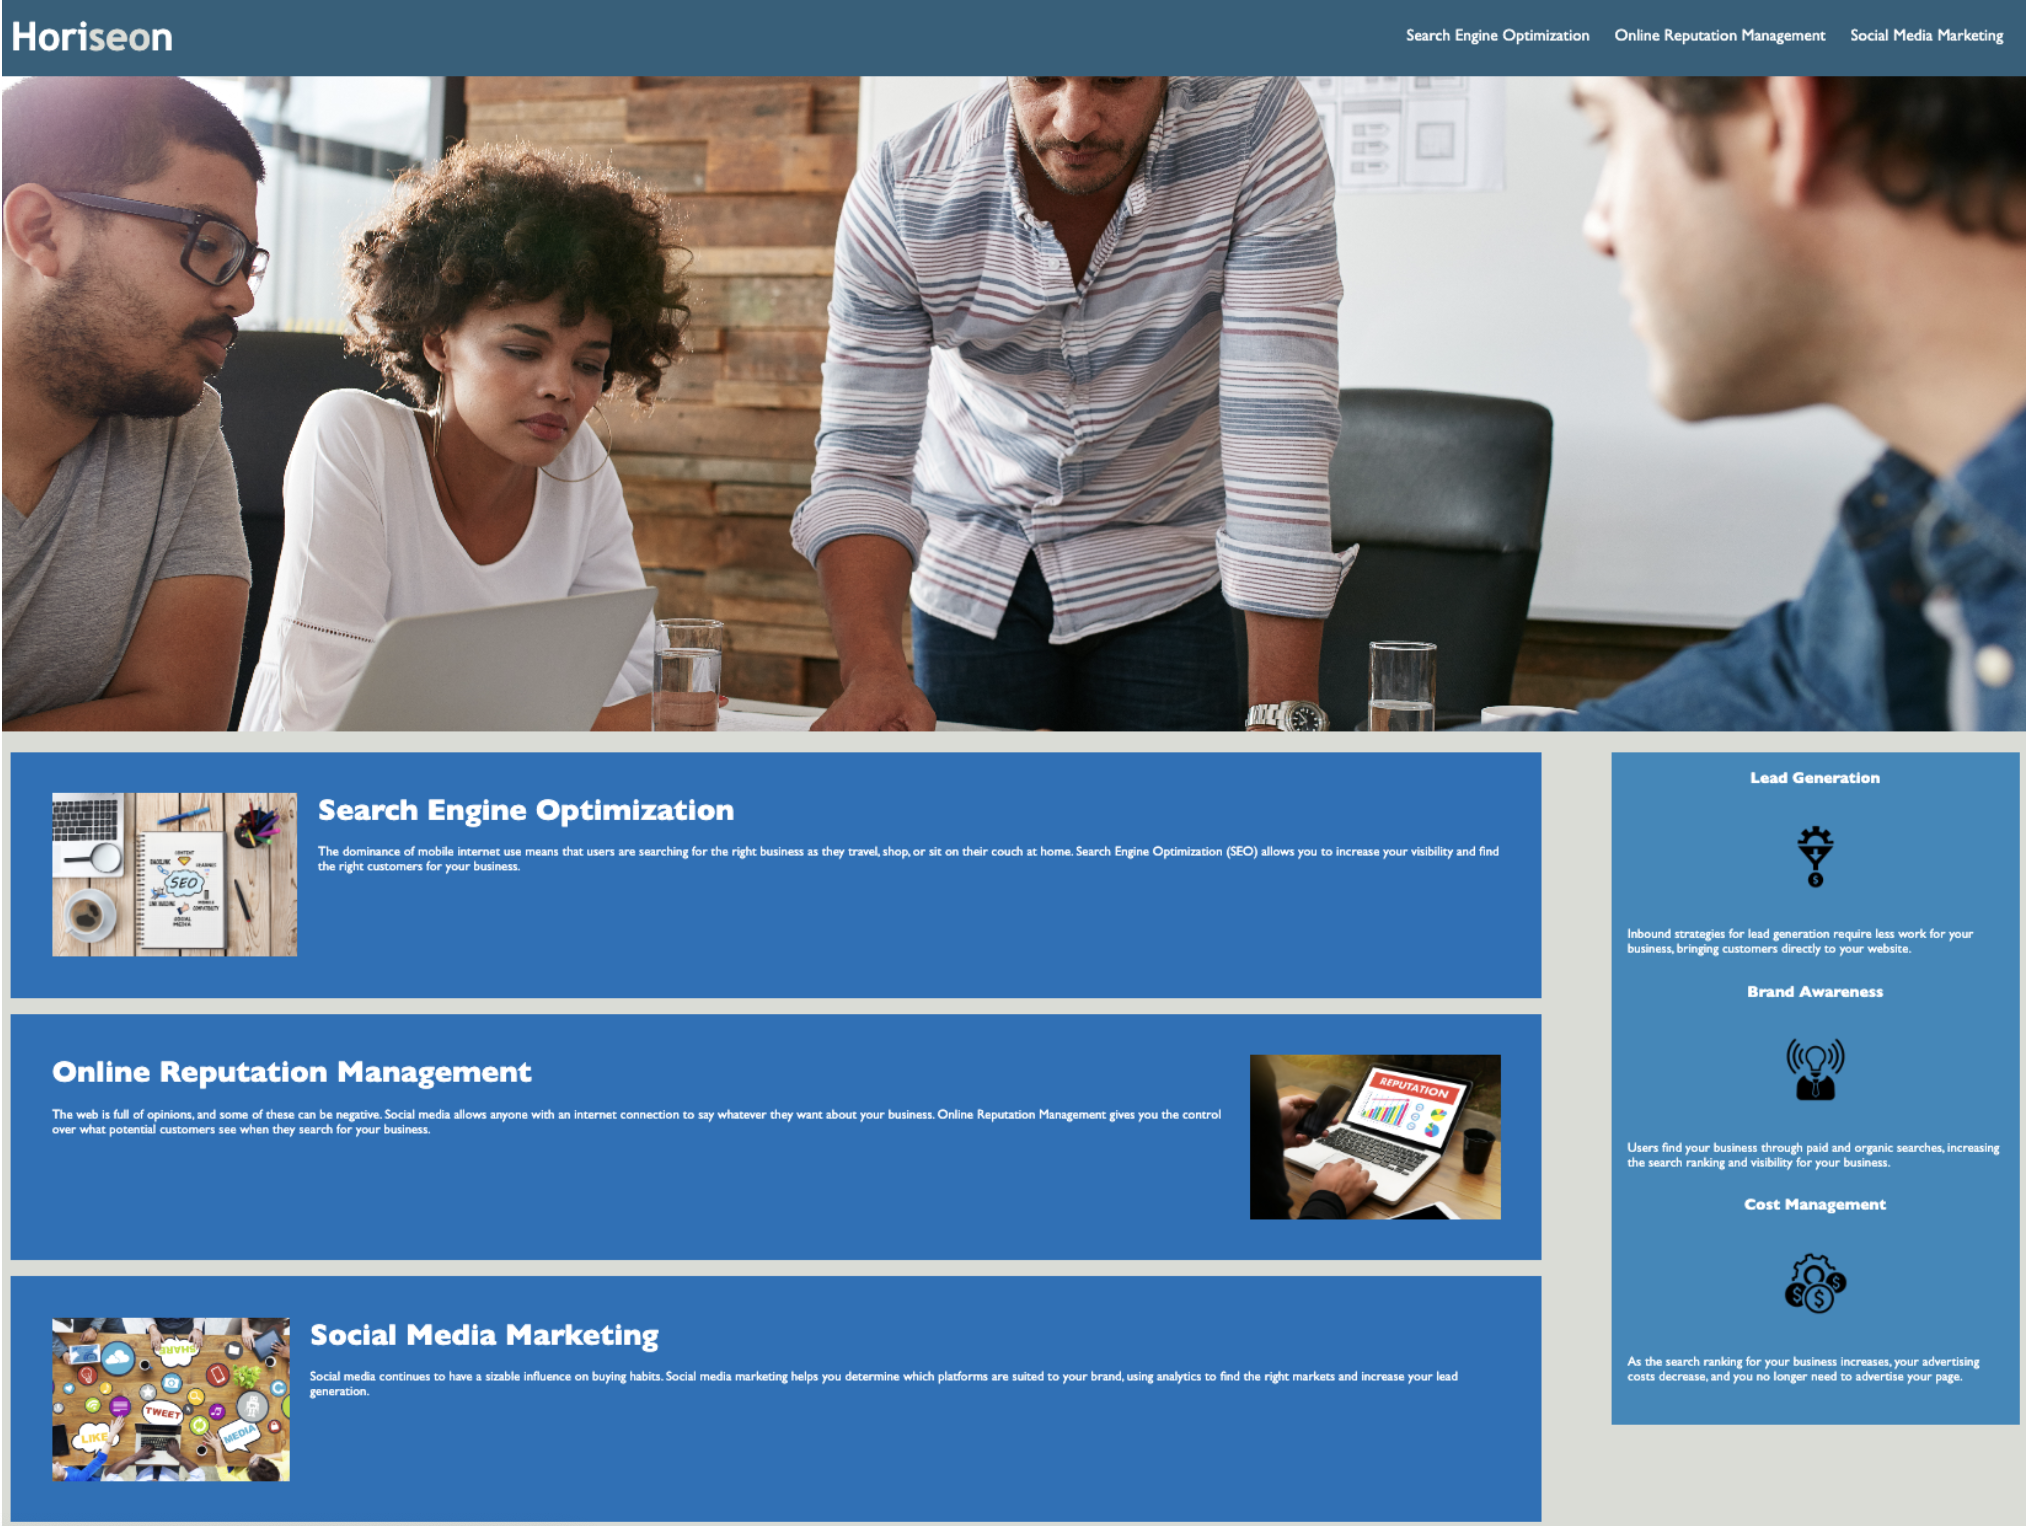 Horiseon
Search Engine Optimization
Online Reputation Management
Social Media Marketing
Search Engine Optimization
The dominance of mobile internet use means that users are searching for the right business as they travel, shop, or sit on their couch at home. Search Engine Optimization (SEO) allows you to increase your visibility and find
the right customers for your business.
SEO
Online Reputation Management
The web is full of opinions, and some of these can be negative. Social media allows anyone with an internet connection to say whatever they want about your business. Online Reputation Management gives you the control
over what potential customers see when they search for your business.
REPUTATION
Social Media Marketing
Social media continues to have a sizable influence on buying habits. Social media marketing helps you determine which platforms are suited to your brand, using analytics to find the right markets and increase your lead
generation.
SHARE
TWEET
LIKE
MEDIA
Lead Generation
$
Inbound strategies for lead generation require less work for your
business, bringing customers directly to your website.
Brand Awareness
Users find your business through paid and organic searches, increasing
the search ranking and visibility for your business.
Cost Management
$ $ $
As the search ranking for your business increases, your advertising
costs decrease, and you no longer need to advertise your page.